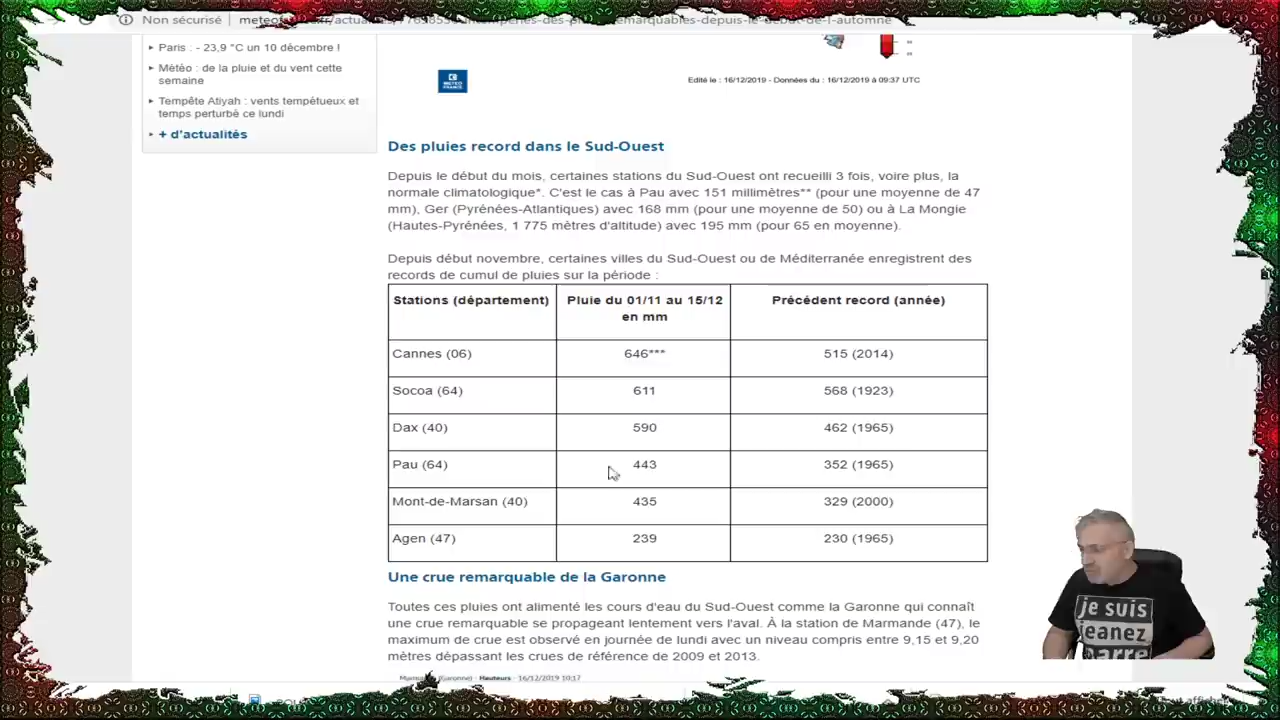 Non sécurisé
Paris : - 23,9 °C un 10 décembre !
Météo : de la pluie et du vent cette
semaine
Tempête Atiyah : vents tempétueux et
temps perturbé ce lundi
+ d'actualités
METEO
FRANCE
Edité le : 16/12/2019 - Données du : 16/12/2019 à 09:37 UTC
Des pluies record dans le Sud-Ouest
Depuis le début du mois, certaines stations du Sud-Ouest ont recueilli 3 fois, voire plus, la
normale climatologique*. C'est le cas à Pau avec 151 millimètres** (pour une moyenne de 47
mm), Ger (Pyrénées-Atlantiques) avec 168 mm (pour une moyenne de 50) ou à La Mongie
(Hautes-Pyrénées, 1 775 mètres d'altitude) avec 195 mm (pour 65 en moyenne).
Depuis début novembre, certaines villes du Sud-Ouest ou de Méditerranée enregistrent des
records de cumul de pluies sur la période :
Stations (département) Pluie du 01/11 au 15/12 Précédent record (année)
en mm
Cannes (06) 646*** 515 (2014)
Socoa (64) 611 568 (1923)
Dax (40) 590 462 (1965)
Pau (64) 443 352 (1965)
Mont-de-Marsan (40) 435 329 (2000)
Agen (47) 239 230 (1965)
Une crue remarquable de la Garonne
Toutes ces pluies ont alimenté les cours d'eau du Sud-Ouest comme la Garonne qui connaît
une crue remarquable se propageant lentement vers l'aval. À la station de Marmande (47), le
maximum de crue est observé en journée de lundi avec un niveau compris entre 9,15 et 9,20
mètres dépassant les crues de référence de 2009 et 2013.
(Garonne) - Hauteurs - 16/12/2019 10:17
je suis